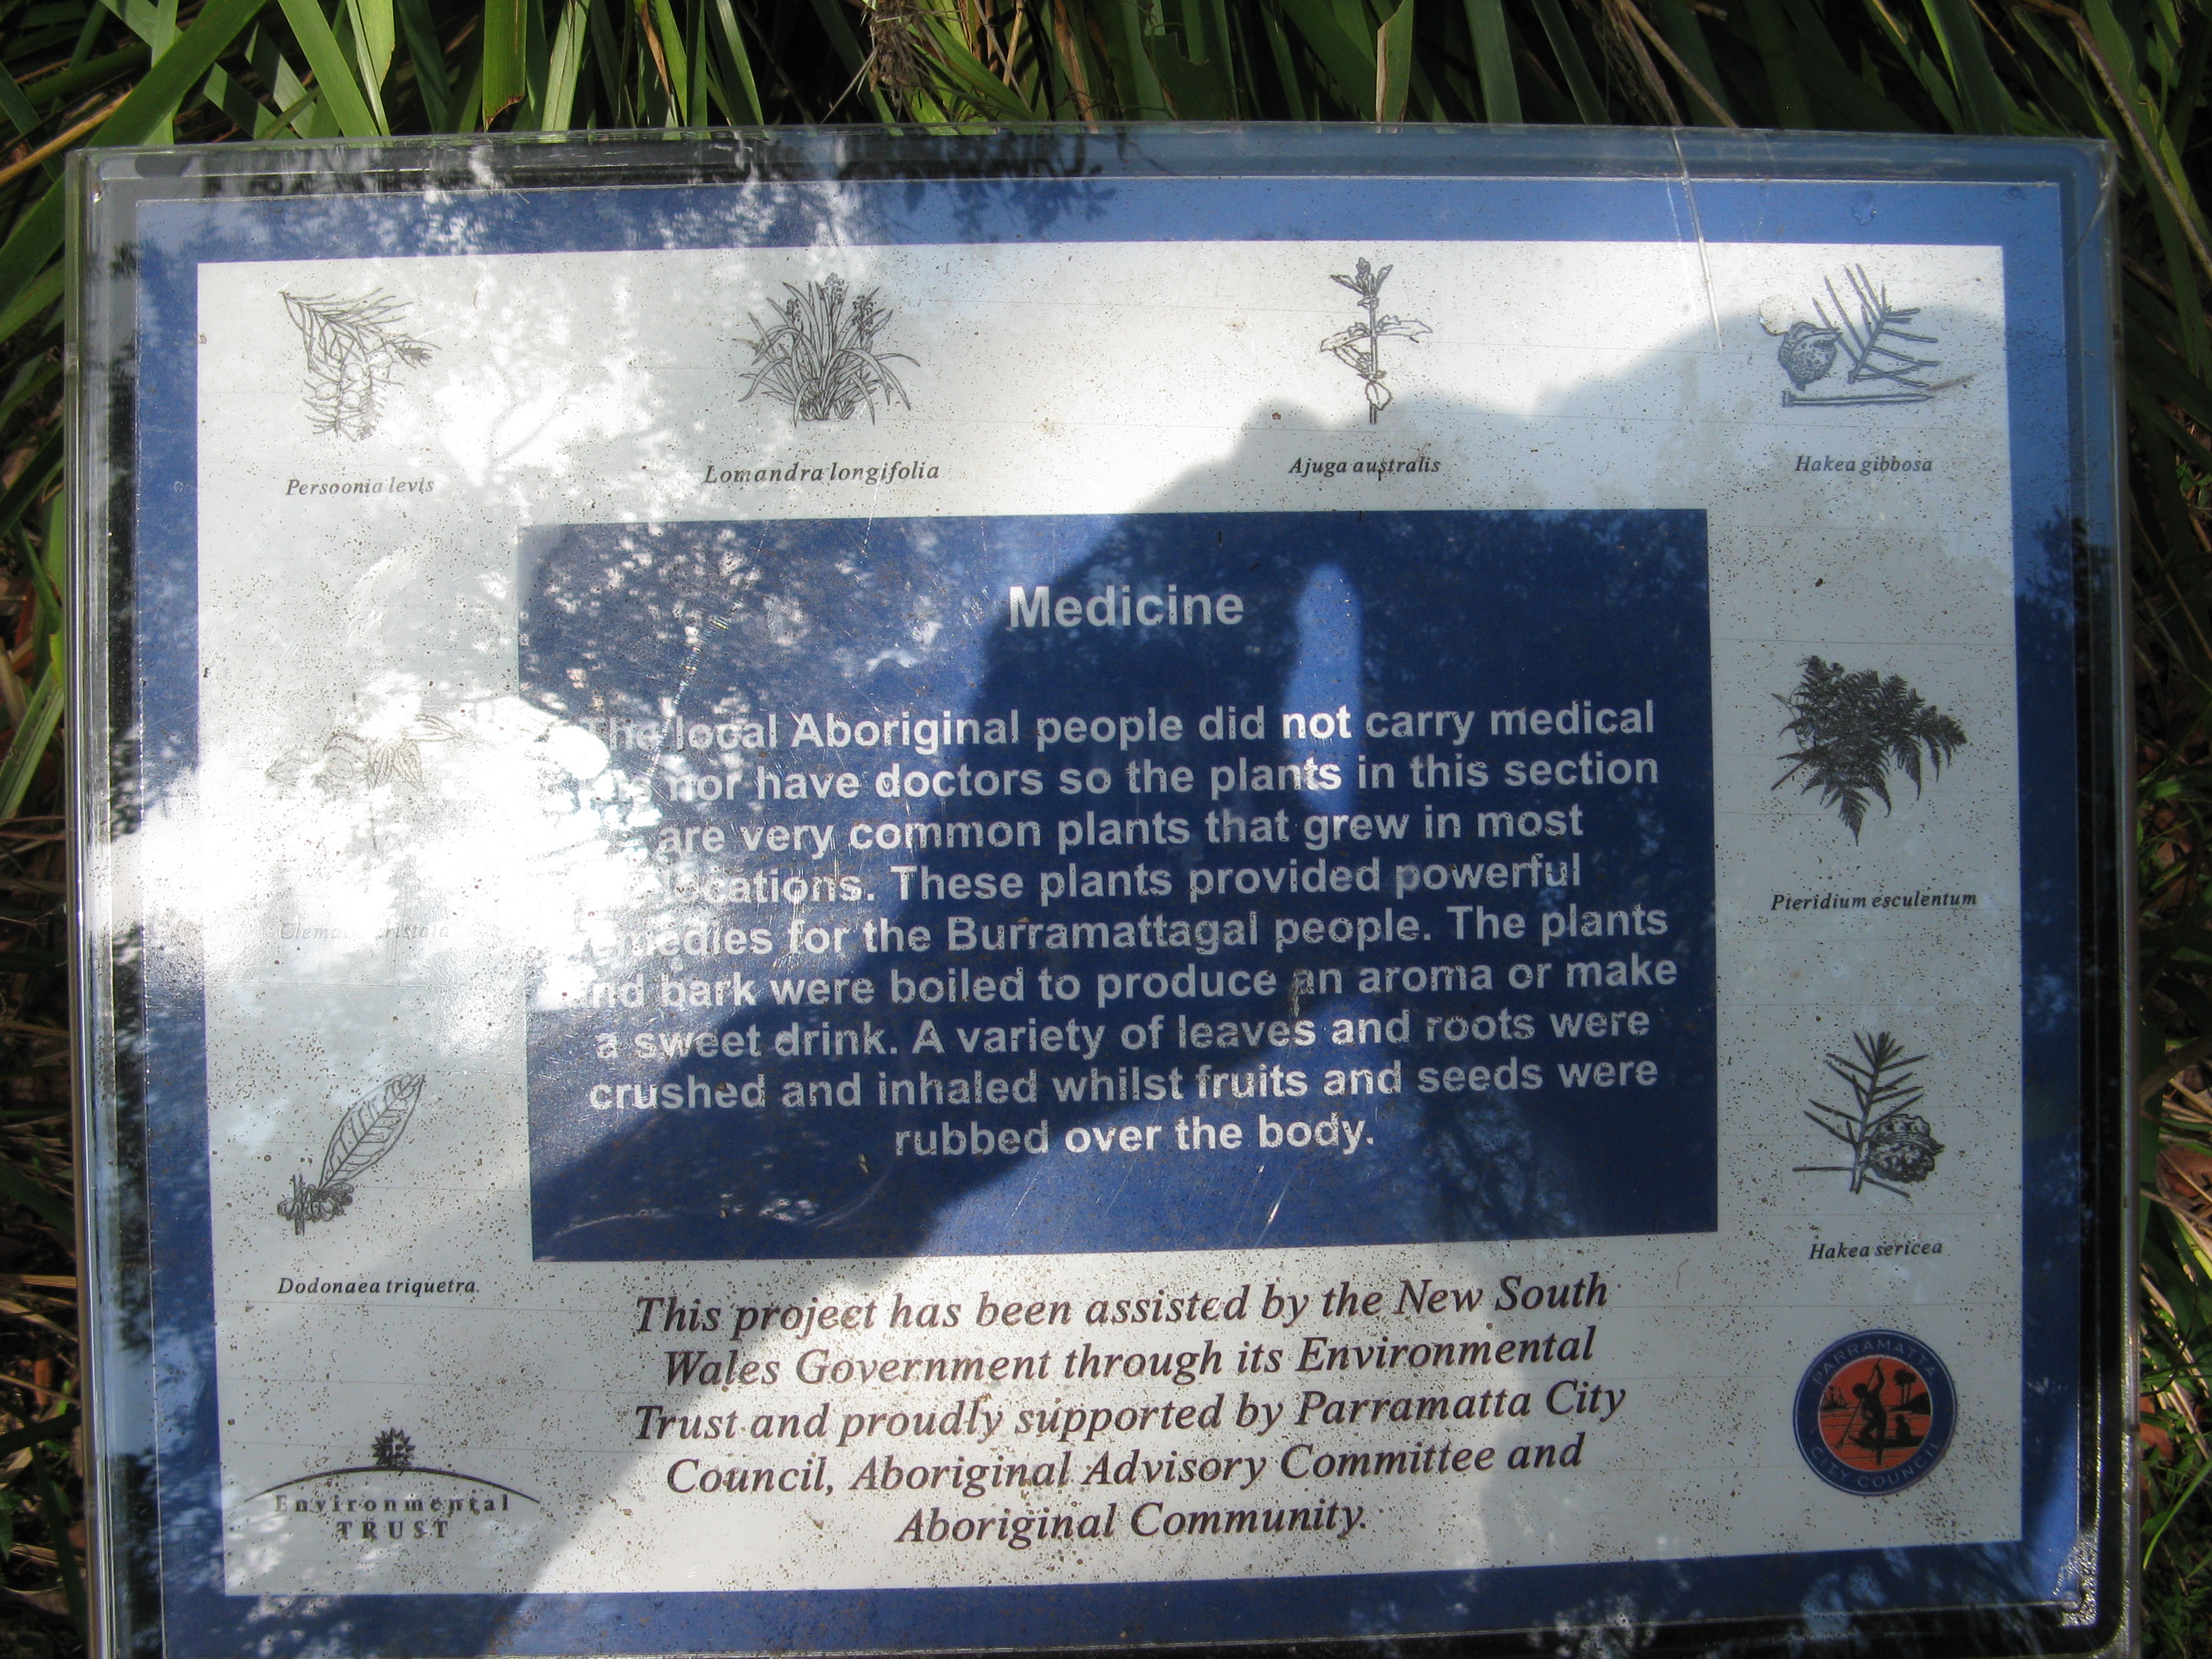 Persoonia levis
Lomandra longifolia
Ajuga australis
Hakea gibbosa
Medicine
The local Aboriginal people did not carry medical
nor have doctors so the plants in this section
are very common plants that grew in most
locations. These plants provided powerful
remedies for the Burramattagal people. The plants
and bark were boiled to produce an aroma or make
a sweet drink. A variety of leaves and roots were
crushed and inhaled whilst fruits and seeds were
rubbed over the body.
Pteridium esculentum
Dodonaea triquetra
Hakea sericea
This project has been assisted by the New South
Wales Government through its Environmental
Trust and proudly supported by Parramatta City
Council, Aboriginal Advisory Committee and
Aboriginal Community.
Environmental
TRUST
PARRAMATTA
CITY COUNCIL